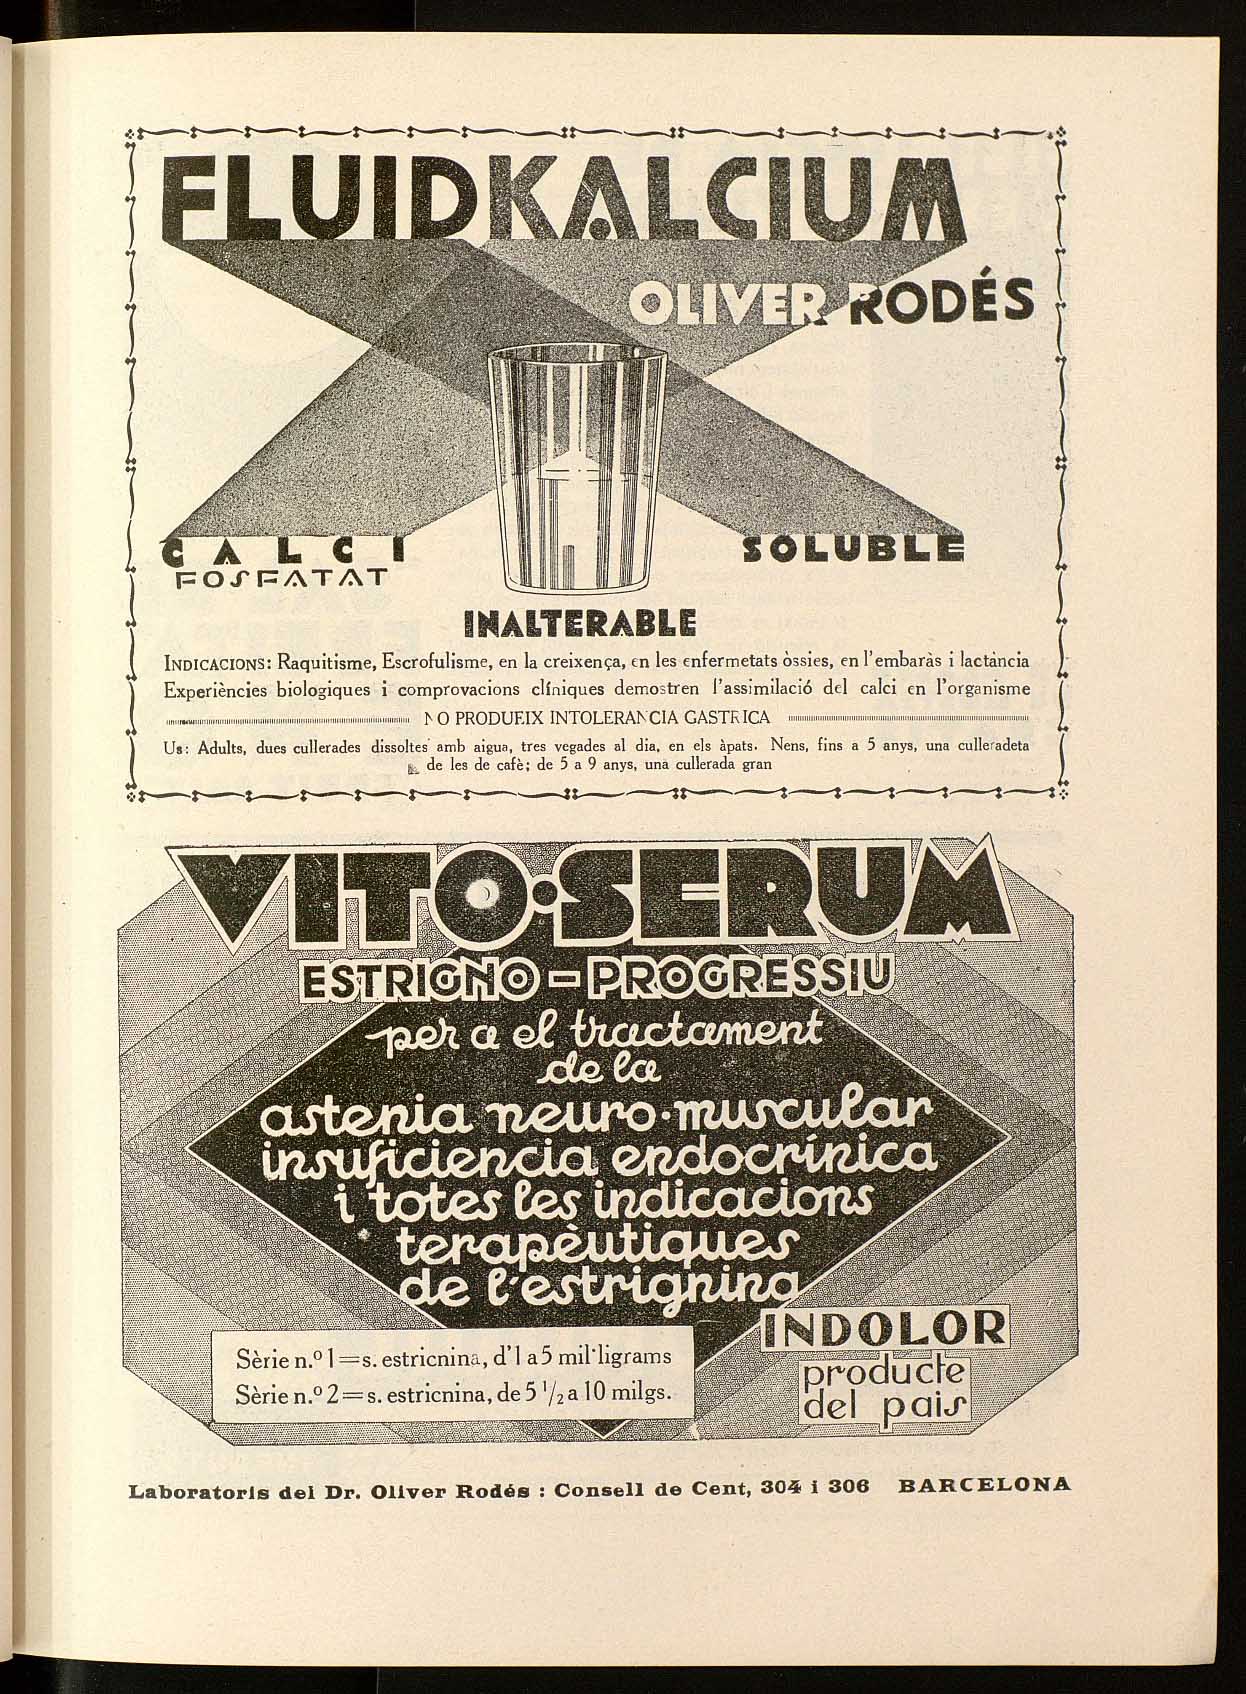 FLUIDKALCIUM
OLIVER RODÉS
CALCI
FOSFATAT
SOLUBLE
INALTERABLE
INDICACIONS: Raquitisme, Escrofulisme, en la creixença, en les enfermetats òssies, en l'embaràs i lactància
Experiències biologiques i comprovacions clíniques demostren l'assimilació del calci en l'organisme
NO PRODUEIX INTOLERANCIA GASTRICA
Us: Adults, dues cullerades dissoltes amb aigua, tres vegades al dia, en els àpats. Nens, fins a 5 anys, una culleradeta
de les de cafè; de 5 a 9 anys, una cullerada gran
VITO·SERUM
ESTRIGNO-PROGRESSIU
per a el tractament
de la
astenia neuro-muscular
insuficiencia endocrínica
i totes les indicacions
terapèutiques
de l'estrignina
Sèrie n.º 1=s. estricnina, d'1 a 5 mil·ligrams
Sèrie n.º 2=s. estricnina, de 5 1/2 a 10 milgs.
INDOLOR
producte
del pais
Laboratoris del Dr. Oliver Rodés : Consell de Cent, 304 i 306 BARCELONA